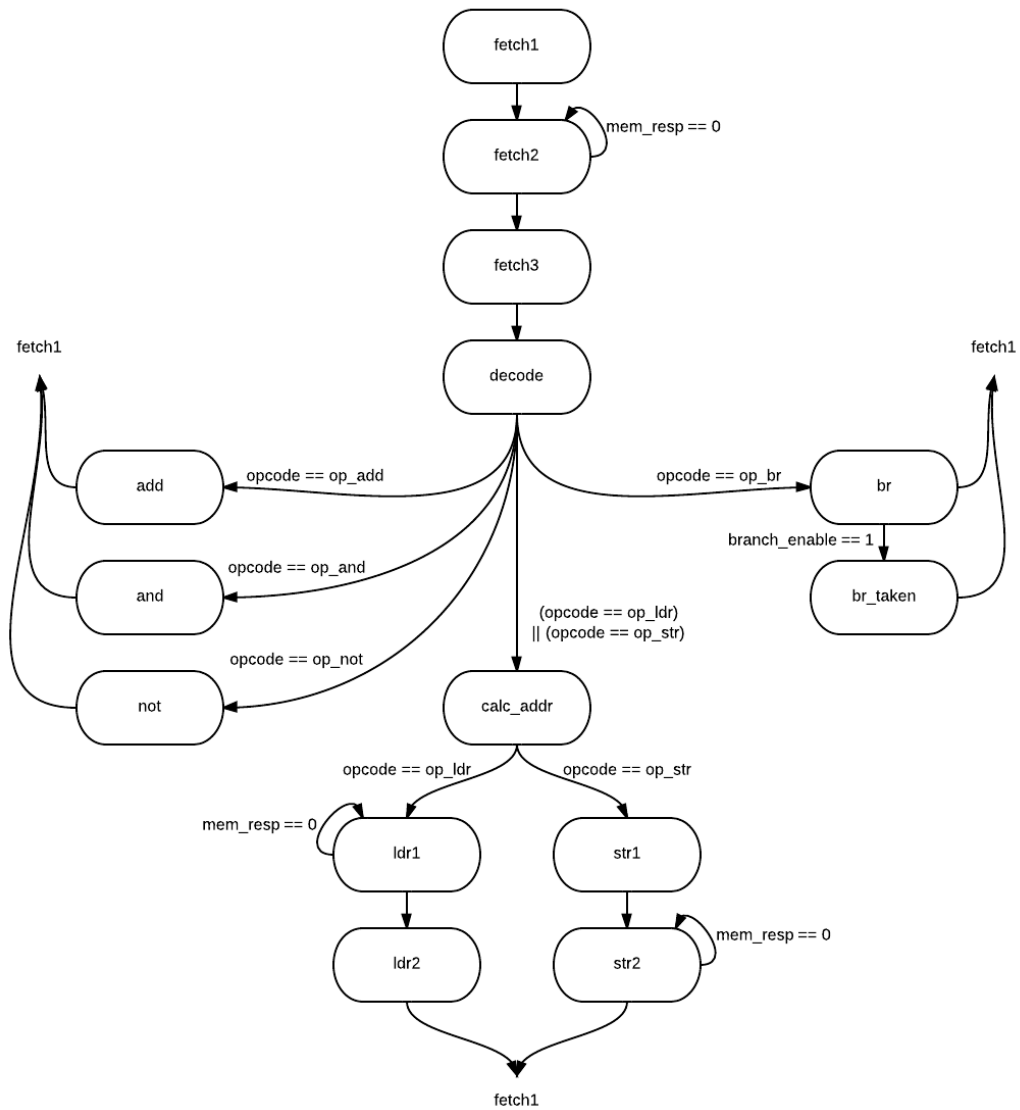 fetch1
mem_resp == 0
fetch2
fetch3
fetch1
fetch1
decode
opcode == op_add
opcode == op_br
add
br
branch_enable == 1
opcode == op_and
and
br_taken
(opcode == op_ldr)
|| (opcode == op_str)
opcode == op_not
not
calc_addr
opcode == op_ldr
opcode == op_str
mem_resp == 0
ldr1
str1
mem_resp == 0
ldr2
str2
fetch1